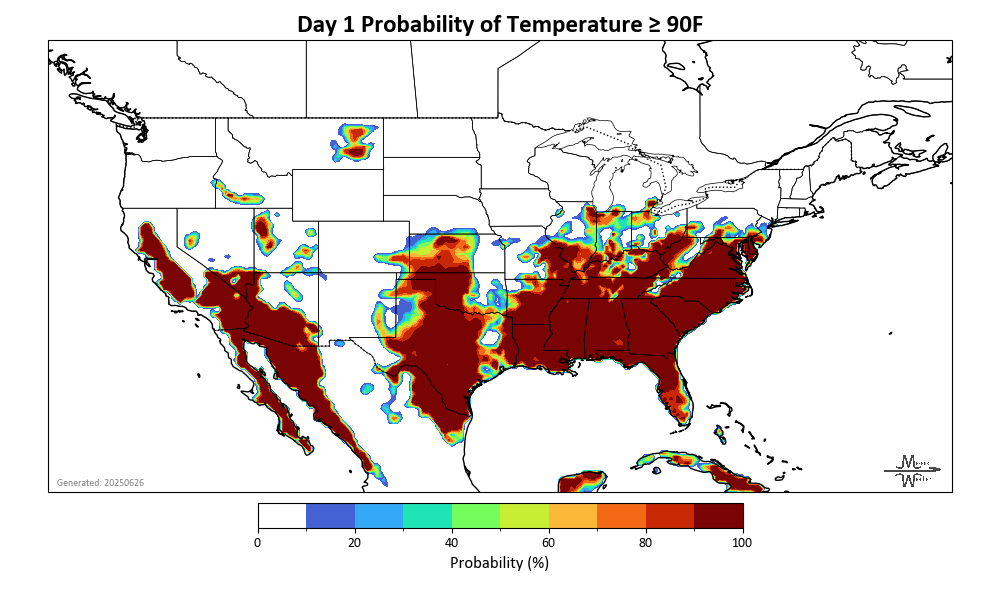 Day 1 Probability of Temperature ≥ 90F
Generated: 20250626
0 20 40 60 80 100
Probability (%)